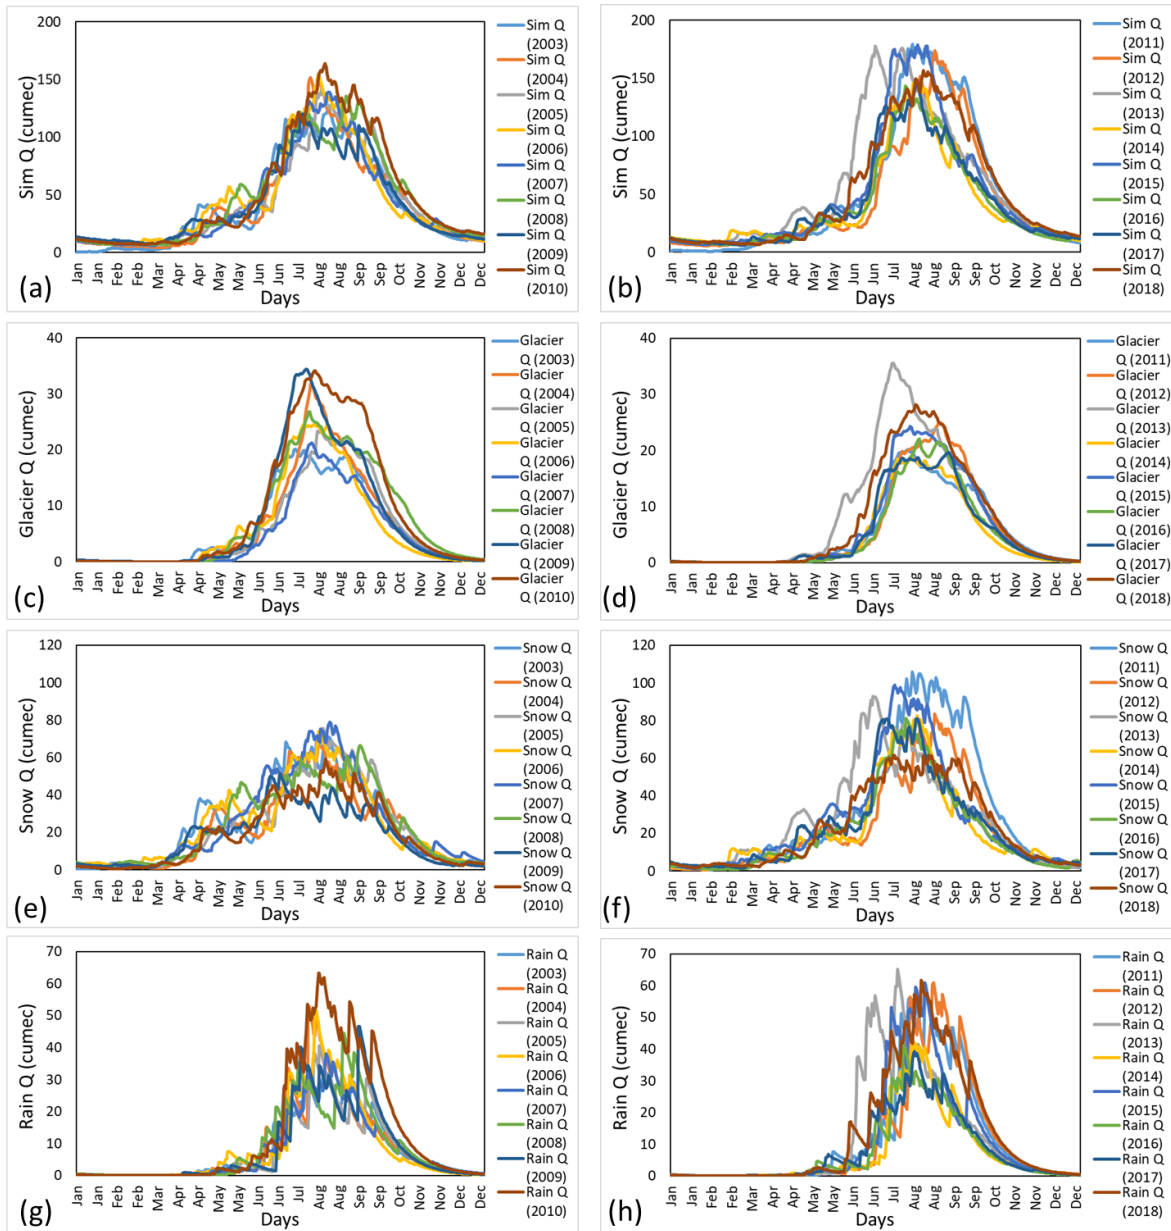 200
150
100
50
0
Sim Q (cumec)
Jan Jan Feb Feb Mar Apr Apr May May Jun Jun Jul Aug Aug Sep Sep Oct Nov Nov Dec Dec
Days
(a)
Sim Q
(2003)
Sim Q
(2004)
Sim Q
(2005)
Sim Q
(2006)
Sim Q
(2007)
Sim Q
(2008)
Sim Q
(2009)
Sim Q
(2010)
200
150
100
50
0
Sim Q (cumec)
Jan Jan Feb Feb Mar Apr Apr May May Jun Jun Jul Aug Aug Sep Sep Oct Nov Nov Dec Dec
Days
(b)
Sim Q
(2011)
Sim Q
(2012)
Sim Q
(2013)
Sim Q
(2014)
Sim Q
(2015)
Sim Q
(2016)
Sim Q
(2017)
Sim Q
(2018)
40
30
20
10
0
Glacier Q (cumec)
Jan Jan Feb Feb Mar Apr Apr May May Jun Jun Jul Aug Aug Sep Sep Oct Nov Nov Dec Dec
Days
(c)
Glacier
Q (2003)
Glacier
Q (2004)
Glacier
Q (2005)
Glacier
Q (2006)
Glacier
Q (2007)
Glacier
Q (2008)
Glacier
Q (2009)
Glacier
Q (2010)
40
30
20
10
0
Glacier Q (cumec)
Jan Jan Feb Feb Mar Apr Apr May May Jun Jun Jul Aug Aug Sep Sep Oct Nov Nov Dec Dec
Days
(d)
Glacier
Q (2011)
Glacier
Q (2012)
Glacier
Q (2013)
Glacier
Q (2014)
Glacier
Q (2015)
Glacier
Q (2016)
Glacier
Q (2017)
Glacier
Q (2018)
120
100
80
60
40
20
0
Snow Q (cumec)
Jan Jan Feb Feb Mar Apr Apr May May Jun Jun Jul Aug Aug Sep Sep Oct Nov Nov Dec Dec
Days
(e)
Snow Q
(2003)
Snow Q
(2004)
Snow Q
(2005)
Snow Q
(2006)
Snow Q
(2007)
Snow Q
(2008)
Snow Q
(2009)
Snow Q
(2010)
120
100
80
60
40
20
0
Snow Q (cumec)
Jan Jan Feb Feb Mar Apr Apr May May Jun Jun Jul Aug Aug Sep Sep Oct Nov Nov Dec Dec
Days
(f)
Snow Q
(2011)
Snow Q
(2012)
Snow Q
(2013)
Snow Q
(2014)
Snow Q
(2015)
Snow Q
(2016)
Snow Q
(2017)
Snow Q
(2018)
70
60
50
40
30
20
10
0
Rain Q (cumec)
Jan Jan Feb Feb Mar Apr Apr May May Jun Jun Jul Aug Aug Sep Sep Oct Nov Nov Dec Dec
Days
(g)
Rain Q
(2003)
Rain Q
(2004)
Rain Q
(2005)
Rain Q
(2006)
Rain Q
(2007)
Rain Q
(2008)
Rain Q
(2009)
Rain Q
(2010)
70
60
50
40
30
20
10
0
Rain Q (cumec)
Jan Jan Feb Feb Mar Apr Apr May May Jun Jun Jul Aug Aug Sep Sep Oct Nov Nov Dec Dec
Days
(h)
Rain Q
(2011)
Rain Q
(2012)
Rain Q
(2013)
Rain Q
(2014)
Rain Q
(2015)
Rain Q
(2016)
Rain Q
(2017)
Rain Q
(2018)